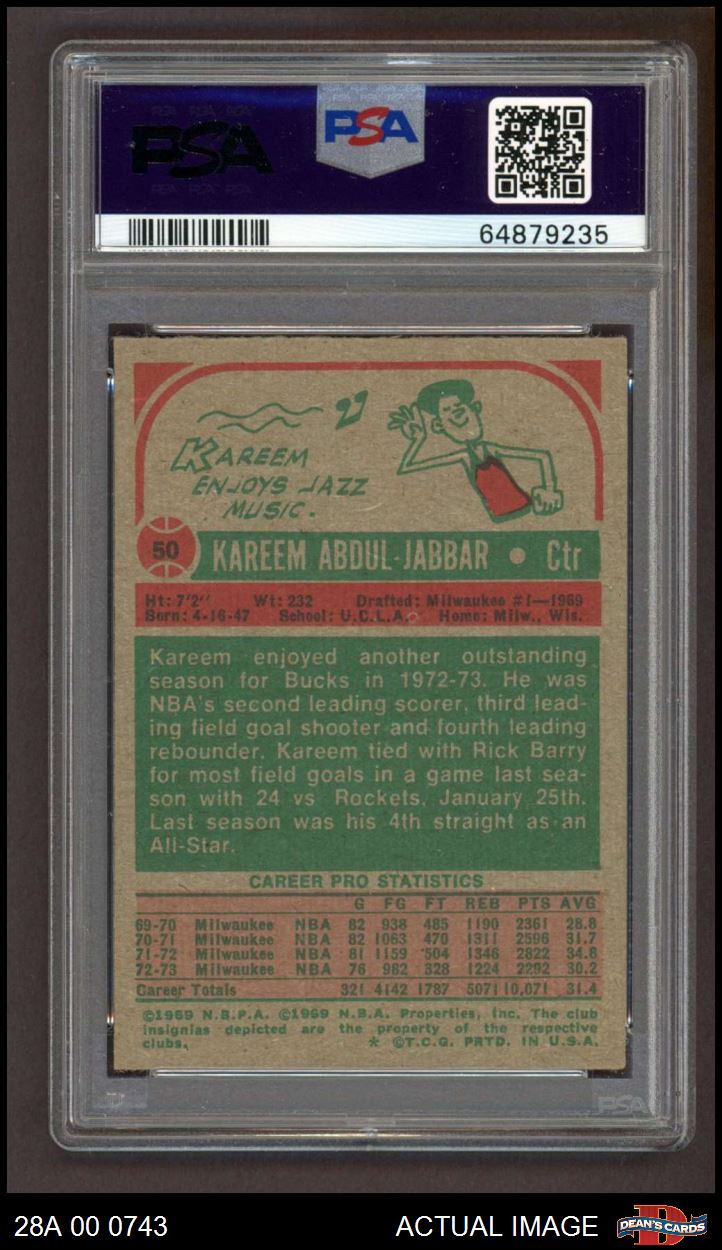 PSA
PSA
64879235
KAREEM
ENJOYS JAZZ
MUSIC.
50 KAREEM ABDUL-JABBAR • Ctr
Ht: 7'2'' Wt: 232 Drafted: Milwaukee #1—1969
Born: 4-16-47 School: U.C.L.A. Home: Milw., Wis.
Kareem enjoyed another outstanding
season for Bucks in 1972-73. He was
NBA's second leading scorer, third lead-
ing field goal shooter and fourth leading
rebounder. Kareem tied with Rick Barry
for most field goals in a game last sea-
son with 24 vs Rockets, January 25th.
Last season was his 4th straight as an
All-Star.
CAREER PRO STATISTICS
G FG FT REB PTS AVG
69-70 Milwaukee NBA 82 938 485 1190 2361 28.8
70-71 Milwaukee NBA 82 1063 470 1311 2596 31.7
71-72 Milwaukee NBA 81 1159 504 1346 2822 34.8
72-73 Milwaukee NBA 76 982 328 1224 2292 30.2
Career Totals 321 4142 1787 5071 10,071 31.4
©1969 N.B.P.A. ©1969 N.B.A. Properties, Inc. The club
insignias depicted are the property of the respective
clubs. * ©T.C.G. PRTD. IN U.S.A.
PSA
28A 00 0743 ACTUAL IMAGE DEAN'S CARDS